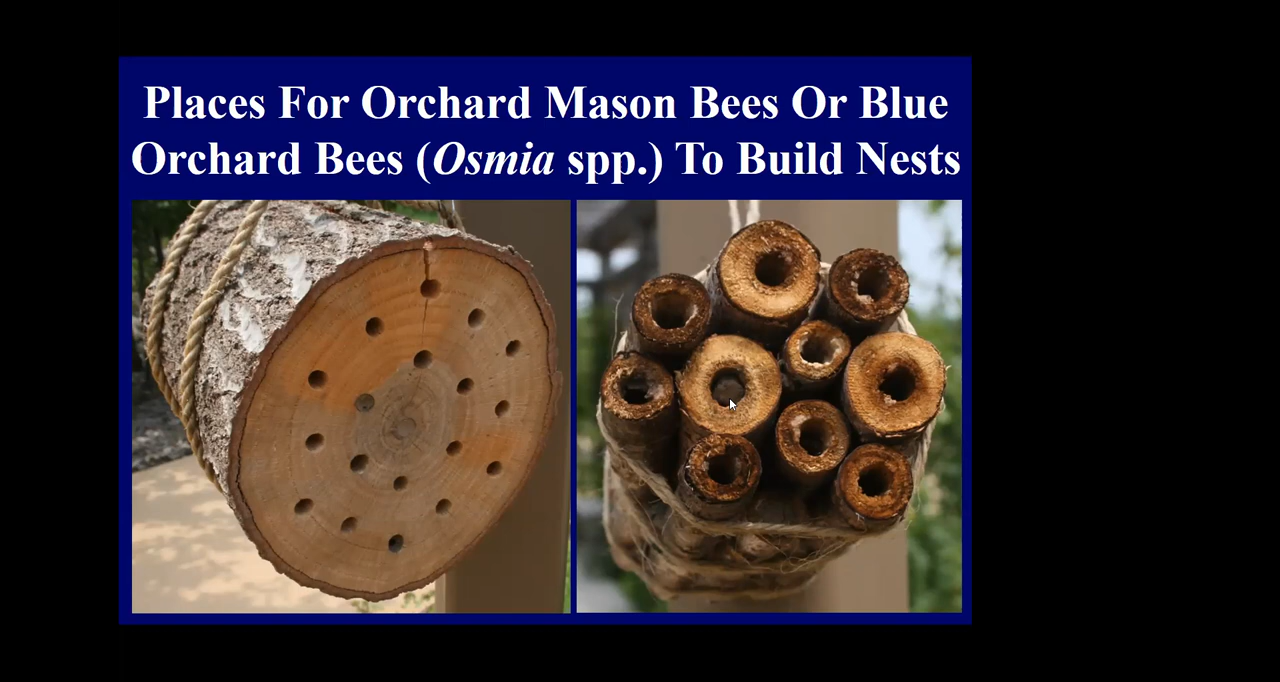 Places For Orchard Mason Bees Or Blue
Orchard Bees (Osmia spp.) To Build Nests